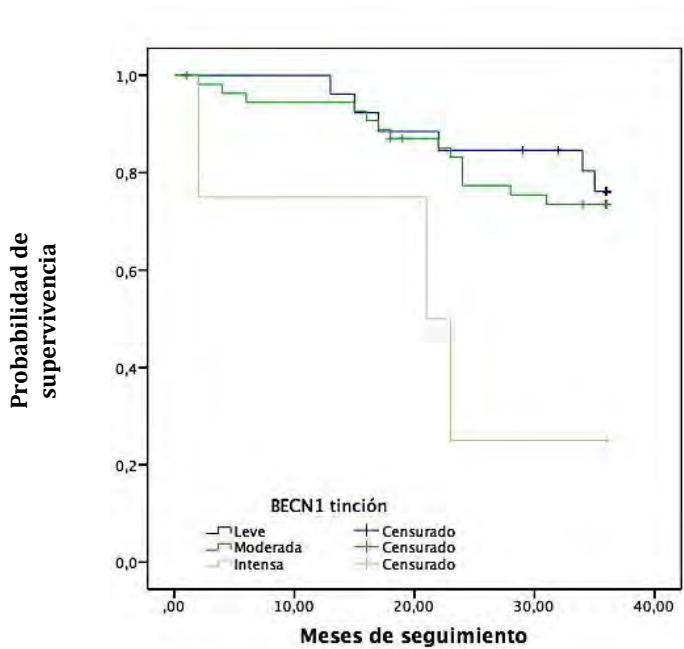 Probabilidad de
supervivencia
1,0
0,8
0,6
0,4
0,2
0,0
BECN1 tinción
Leve Censurado
Moderada Censurado
Intensa Censurado
,00 10,00 20,00 30,00 40,00
Meses de seguimiento